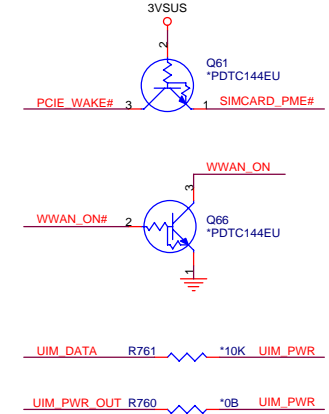 3VSUS
2
Q61
*PDTC144EU
PCIE_WAKE# 3 1 SIMCARD_PME#
WWAN_ON
3
WWAN_ON# 2 Q66
*PDTC144EU
1
UIM_DATA R761 *10K UIM_PWR
UIM_PWR_OUT R760 *0B UIM_PWR